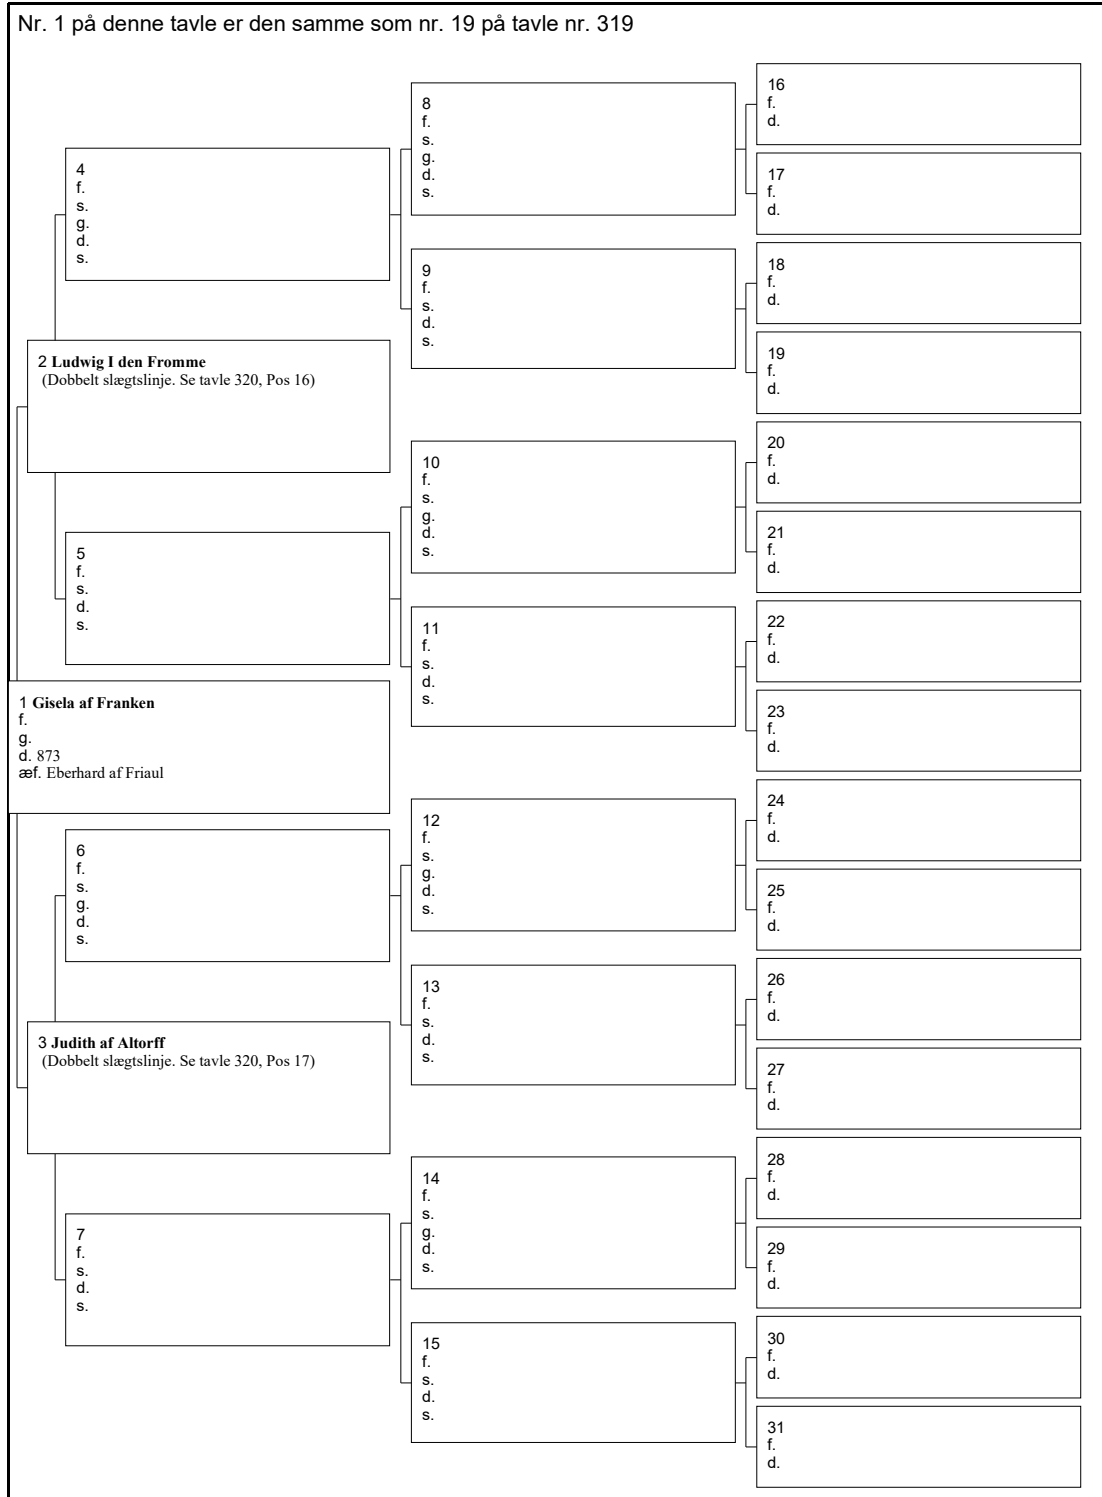 Nr. 1 på denne tavle er den samme som nr. 19 på tavle nr. 319
16
f.
d.
8
f.
s.
g.
d.
s.
17
f.
d.
4
f.
s.
g.
d.
s.
18
f.
d.
9
f.
s.
d.
s.
19
f.
d.
2 Ludwig I den Fromme
(Dobbelt slægtslinje. Se tavle 320, Pos 16)
20
f.
d.
10
f.
s.
g.
d.
s.
21
f.
d.
5
f.
s.
d.
s.
22
f.
d.
11
f.
s.
d.
s.
23
f.
d.
1 Gisela af Franken
f.
g.
d. 873
æf. Eberhard af Friaul
24
f.
d.
12
f.
s.
g.
d.
s.
25
f.
d.
6
f.
s.
g.
d.
s.
26
f.
d.
13
f.
s.
d.
s.
27
f.
d.
3 Judith af Altorff
(Dobbelt slægtslinje. Se tavle 320, Pos 17)
28
f.
d.
14
f.
s.
g.
d.
s.
29
f.
d.
7
f.
s.
d.
s.
30
f.
d.
15
f.
s.
d.
s.
31
f.
d.